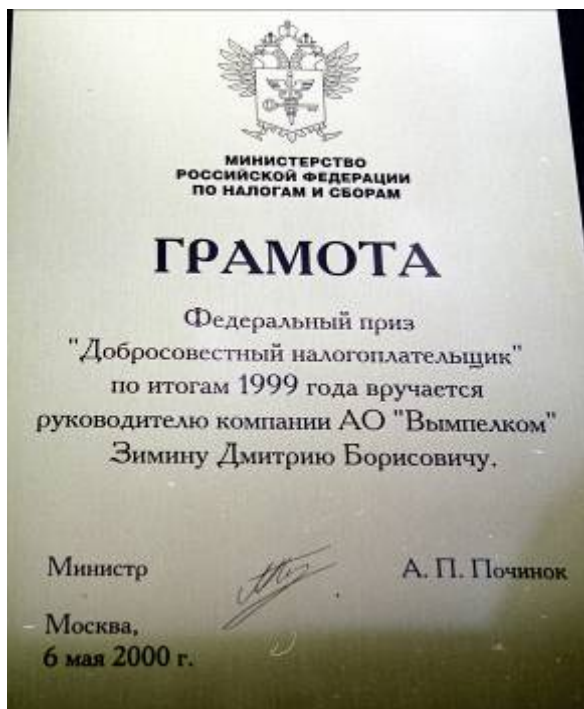 МИНИСТЕРСТВО
РОССИЙСКОЙ ФЕДЕРАЦИИ
ПО НАЛОГАМ И СБОРАМ
ГРАМОТА
Федеральный приз
"Добросовестный налогоплательщик"
по итогам 1999 года вручается
руководителю компании АО "Вымпелком"
Зимину Дмитрию Борисовичу.
Министр А. П. Починок
Москва,
6 мая 2000 г.